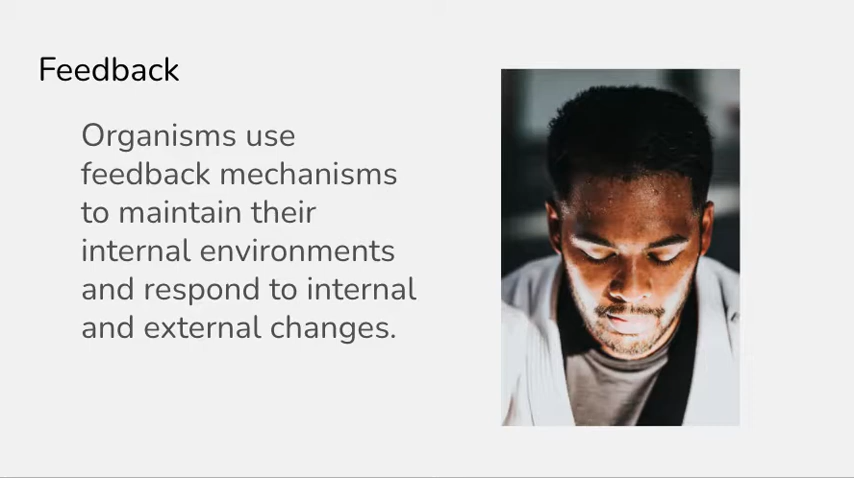 Feedback
Organisms use
feedback mechanisms
to maintain their
internal environments
and respond to internal
and external changes.